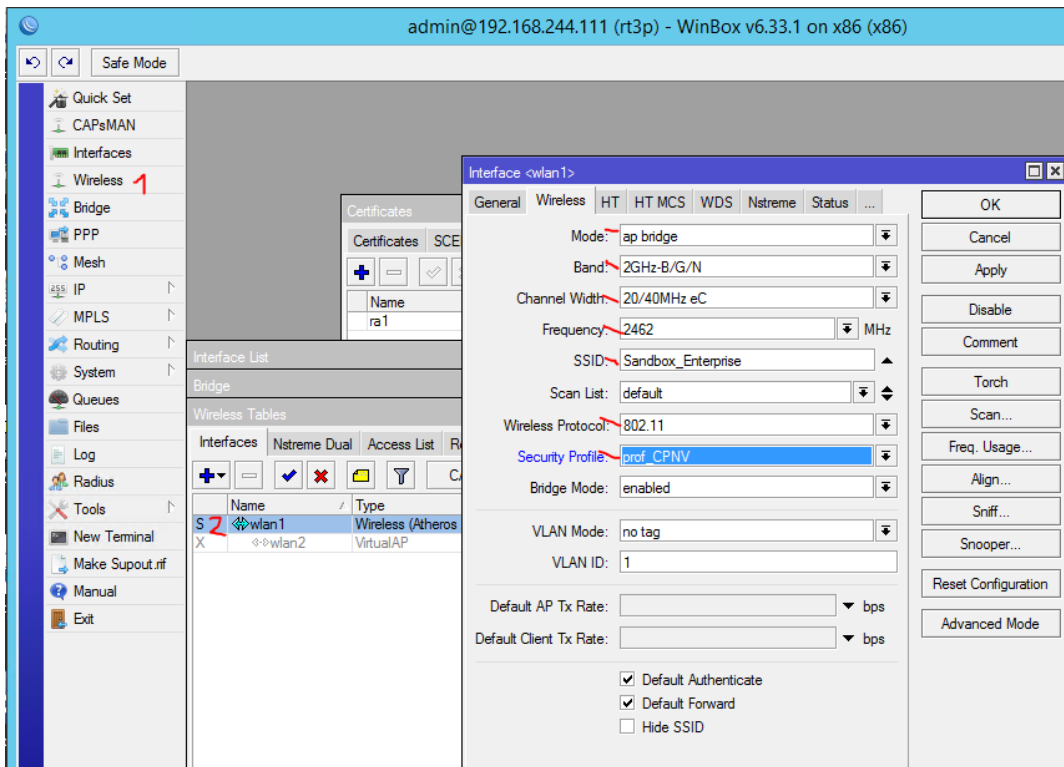 admin@192.168.244.111 (rt3p) - WinBox v6.33.1 on x86 (x86)
Safe Mode
Quick Set
CAPsMAN
Interfaces
Wireless 1
Bridge
PPP
Mesh
255 IP
MPLS
Routing
System
Queues
Files
Log
Radius
Tools
New Terminal
Make Supout.rif
Manual
Exit
Certificates
Certificates SCE
Name
ra1
Interface List
Bridge
Wireless Tables
Interfaces Nstreme Dual Access List Re
CA
Name / Type
S 2 wlan1 Wireless (Atheros
X wlan2 VirtualAP
Interface <wlan1>
General Wireless HT HT MCS WDS Nstreme Status ...
Mode: ap bridge
Band: 2GHz-B/G/N
Channel Width: 20/40MHz eC
Frequency: 2462 MHz
SSID: Sandbox_Enterprise
Scan List: default
Wireless Protocol: 802.11
Security Profile: prof_CPNV
Bridge Mode: enabled
VLAN Mode: no tag
VLAN ID: 1
Default AP Tx Rate: bps
Default Client Tx Rate: bps
Default Authenticate
Default Forward
Hide SSID
OK
Cancel
Apply
Disable
Comment
Torch
Scan...
Freq. Usage...
Align...
Sniff...
Snooper...
Reset Configuration
Advanced Mode